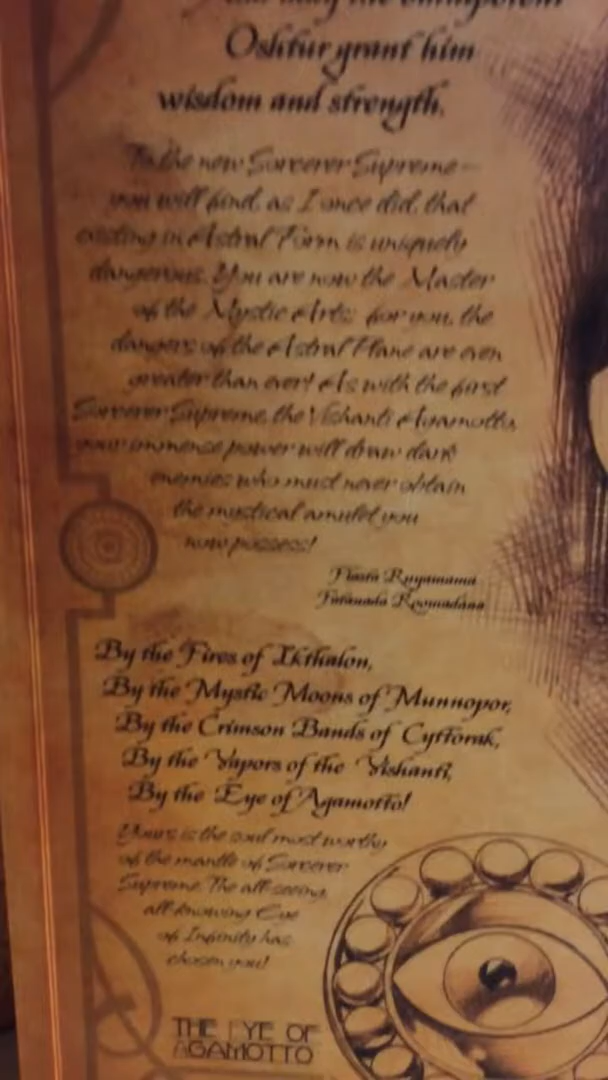 may the omnipotent
Oshtur grant him
wisdom and strength.
To the new Sorcerer Supreme—
you will find, as I once did, that
existing in Astral Form is uniquely
dangerous. You are now the Master
of the Mystic Arts; for you, the
dangers of the Astral Plane are even
greater than ever! As with the first
Sorcerer Supreme, the Vishanti Agamotto,
your immense power will draw dark
enemies who must never obtain
the mystical amulet you
now possess!
By the Fires of Ikthalon,
By the Mystic Moons of Munnopor,
By the Crimson Bands of Cyttorak,
By the Vapors of the Vishanti,
By the Eye of Agamotto!
Yours is the soul most worthy
of the mantle of Sorcerer
Supreme. The all-seeing,
all-knowing Eye
of Infinity has
chosen you!
THE EYE OF
AGAMOTTO